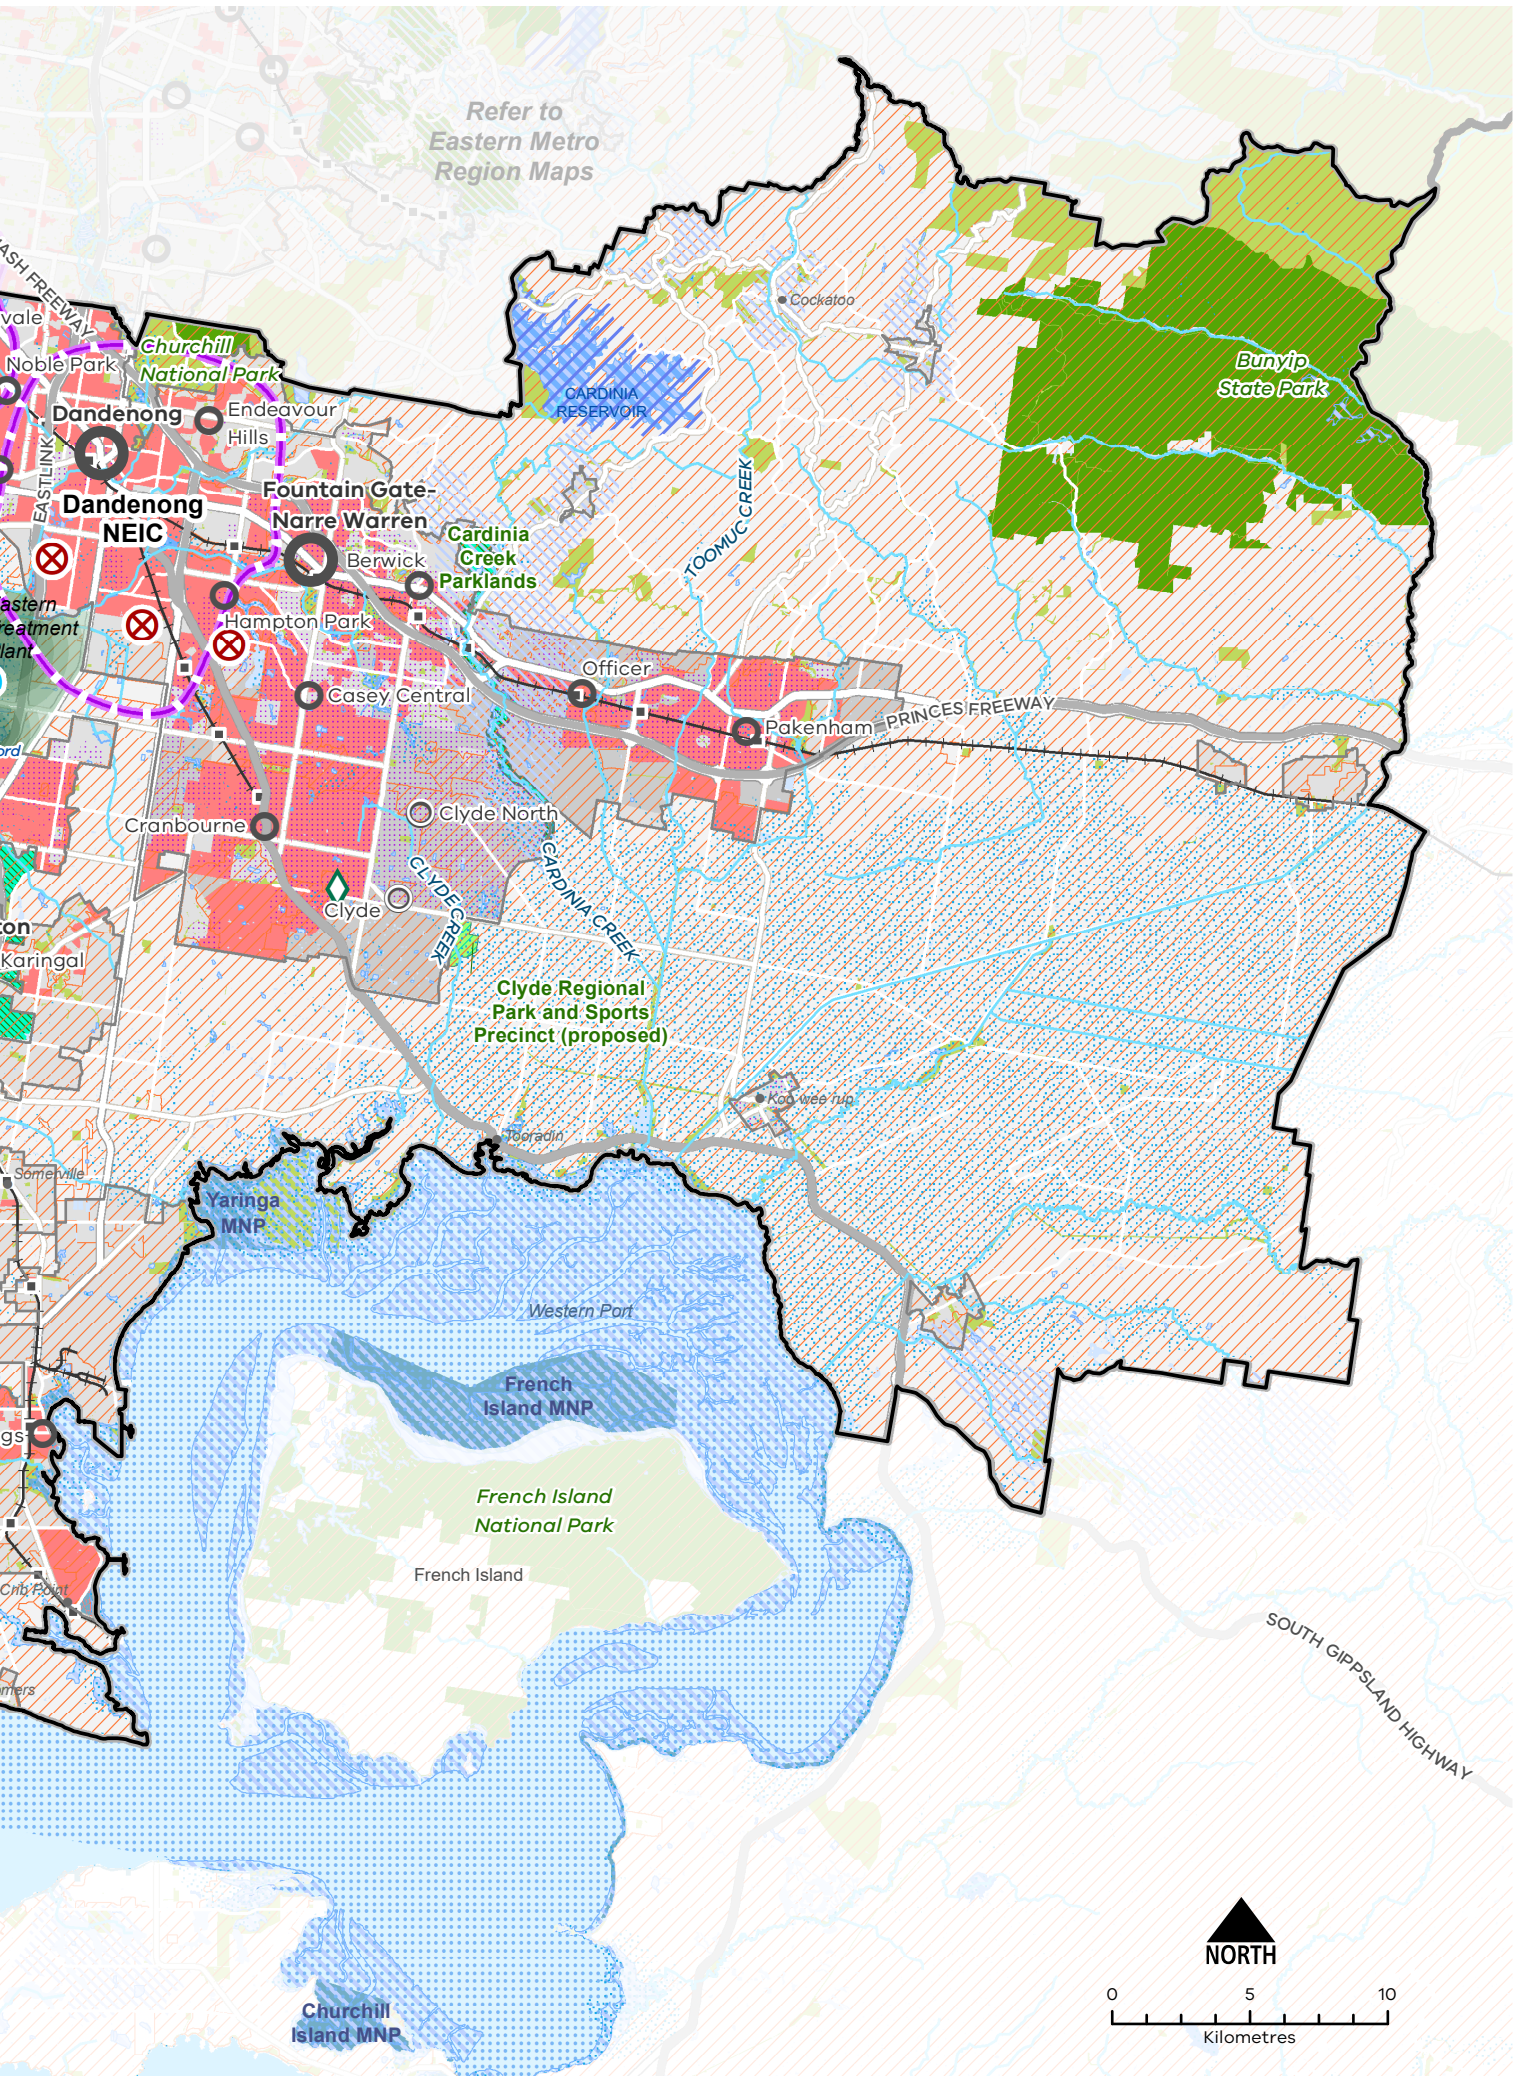 Refer to
Eastern Metro
Region Maps
ASH FREEWAY
vale
Churchill
National Park
Noble Park
Dandenong
Endeavour
Hills
EASTLINK
Dandenong
NEIC
Fountain Gate-
Narre Warren
Berwick
Cardinia
Creek
Parklands
CARDINIA
RESERVOIR
Cockatoo
TOOMUC CREEK
Bunyip
State Park
astern
reatment
lant
Hampton Park
Casey Central
Officer
Pakenham
PRINCES FREEWAY
ord
Cranbourne
Clyde North
Clyde
CLYDE CREEK
CARDINIA CREEK
ton
Karingal
Clyde Regional
Park and Sports
Precinct (proposed)
Koo wee rup
Tooradin
Somerville
Yaringa
MNP
Western Port
French
Island MNP
gs
French Island
National Park
French Island
Crib Point
mers
SOUTH GIPPSLAND HIGHWAY
Churchill
Island MNP
NORTH
0 5 10
Kilometres